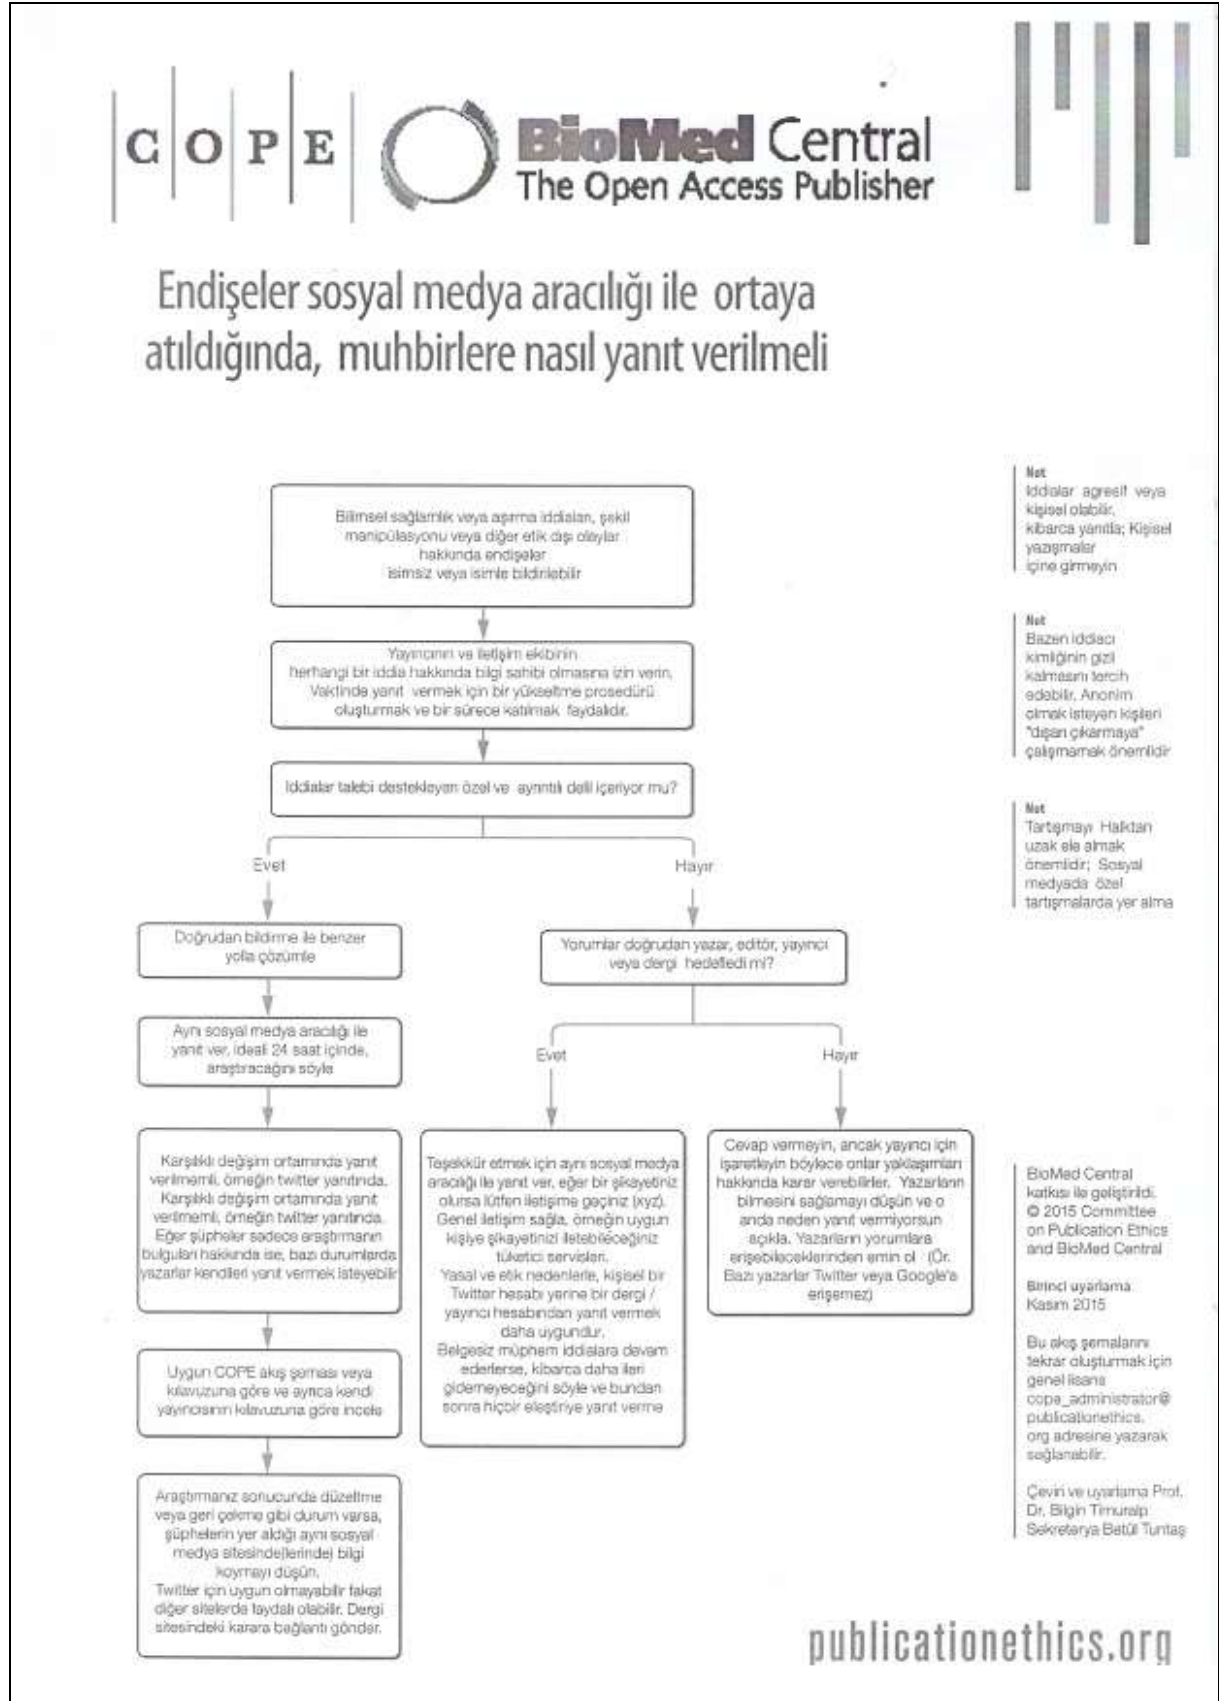 COPE
BioMed Central
The Open Access Publisher
Endişeler sosyal medya aracılığı ile ortaya
atıldığında, muhbirlere nasıl yanıt verilmeli
Bilimsel sağlamlık veya aşırma iddiaları, şekil
manipülasyonu veya diğer etik dışı olaylar
hakkında endişeler
isimsiz veya isimle bildirilebilir
Yayıncının ve iletişim ekibinin
herhangi bir iddia hakkında bilgi sahibi olmasına izin verin.
Vaktinde yanıt vermek için bir yükseltme prosedürü
oluşturmak ve bir sürece katılmak faydalıdır.
Iddialar talebi destekleyen özel ve ayrıntılı delil içeriyor mu?
Evet
Hayır
Doğrudan bildirme ile benzer
yolla çözümle
Aynı sosyal medya aracılığı ile
yanıt ver, ideali 24 saat içinde,
araştıracağını söyle
Karşılıklı değişim ortamında yanıt
verilmemli, örneğin twitter yanıtında.
Karşılıklı değişim ortamında yanıt
verilmemli, örneğin twitter yanıtında.
Eğer şüpheler sadece araştırmanın
bulguları hakkında ise, bazı durumlarda
yazarlar kendileri yanıt vermek isteyebilir
Uygun COPE akış şeması veya
kılavuzuna göre ve ayrıca kendi
yayıncısının kılavuzuna göre incele
Araştırmanız sonucunda düzeltme
veya geri çekme gibi durum varsa,
şüphelerin yer aldığı aynı sosyal
medya sitesinde(lerinde) bilgi
koymayı düşün.
Twitter için uygun olmayabilir fakat
diğer sitelerde faydalı olabilir. Dergi
sitesindeki karara bağlantı gönder.
Yorumlar doğrudan yazar, editör, yayıncı
veya dergi hedefledi mi?
Evet
Hayır
Teşekkür etmek için aynı sosyal medya
aracılığı ile yanıt ver, eğer bir şikayetiniz
olursa lütfen iletişime geçiniz (xyz).
Genel iletişim sağla, örneğin uygun
kişiye şikayetinizi iletebileceğiniz
tüketici servisleri.
Yasal ve etik nedenlerle, kişisel bir
Twitter hesabı yerine bir dergi /
yayıncı hesabından yanıt vermek
daha uygundur.
Belgesiz müphem iddialara devam
ederlerse, kibarca daha ileri
gidemeyeceğini söyle ve bundan
sonra hiçbir eleştiriye yanıt verme
Cevap vermeyin, ancak yayıncı için
işaretleyin böylece onlar yaklaşımları
hakkında karar verebilirler. Yazarların
bilmesini sağlamayı düşün ve o
anda neden yanıt vermiyorsun
açıkla. Yazarların yorumlara
erişebileceklerinden emin ol (Ör.
Bazı yazarlar Twitter veya Google'a
erişemez)
Not
Iddialar agresif veya
kişisel olabilir,
kibarca yanıtla; Kişisel
yazışmalar
içine girmeyin
Not
Bazen iddiacı
kimliğinin gizli
kalmasını tercih
edebilir. Anonim
olmak isteyen kişileri
"dışarı çıkarmaya"
çalışmamak önemlidir
Not
Tartışmayı Halktan
uzak ele almak
önemlidir; Sosyal
medyada özel
tartışmalarda yer alma
BioMed Central
katkısı ile geliştirildi.
© 2015 Committee
on Publication Ethics
and BioMed Central
Birinci uyarlama
Kasım 2015
Bu akış şemalarını
tekrar oluşturmak için
genel lisans
cope_administrator@
publicationethics.
org adresine yazarak
sağlanabilir.
Çeviri ve uyarlama Prof.
Dr. Bilgin Timuralp
Sekreterya Betül Tuntaş
publicationethics.org